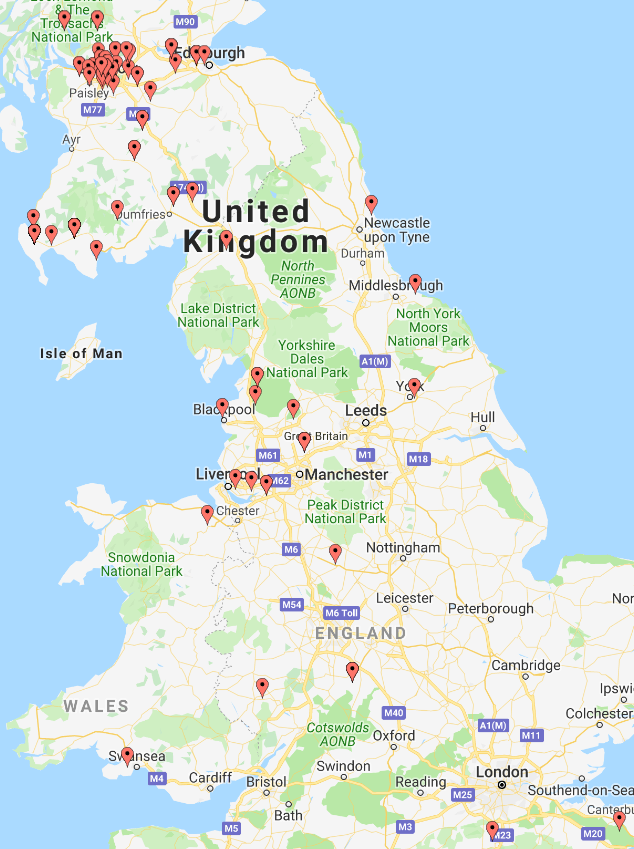 Loch Lomond
& The
Trossachs
National Park
M90
Edinburgh
Paisley
M77
Ayr
A74(M)
Dumfries
United
Kingdom
Newcastle
upon Tyne
Durham
North
Pennines
AONB
Middlesbrough
Lake District
National Park
North York
Moors
National Park
Isle of Man
Yorkshire
Dales
National Park
A1(M)
York
Blackpool
Leeds
Hull
Great Britain
M61
M1
M18
Liverpool
M62
Manchester
Chester
Peak District
National Park
Snowdonia
National Park
M6
Nottingham
M54
M6 Toll
Leicester
Peterborough
Nor
ENGLAND
Cambridge
WALES
Ipswi
Colchester
M40
A1(M)
M11
Cotswolds
AONB
Oxford
Swansea
M4
Cardiff
Bristol
Swindon
Reading
London
M25
Southend-on-Sea
Bath
Canterbu
M5
M3
M23
M20